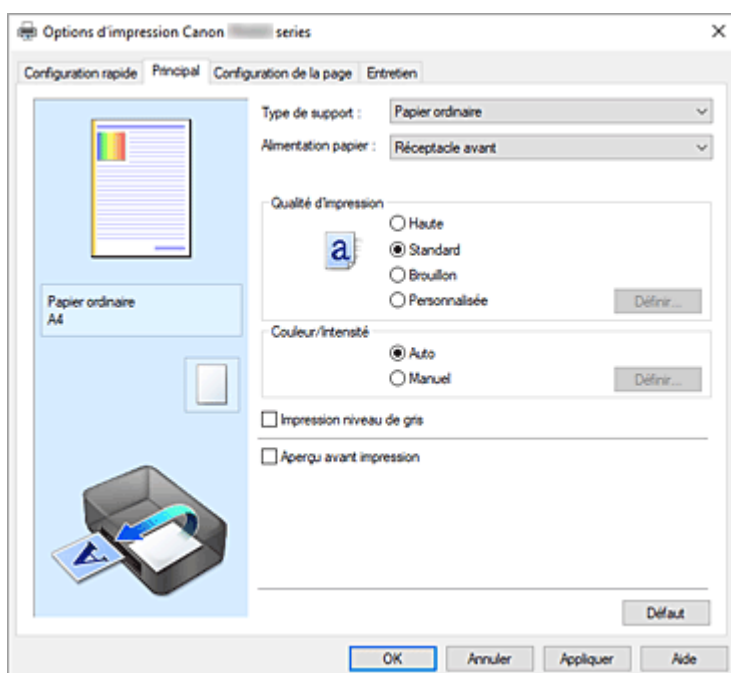 Options d'impression Canon series
Configuration rapide Principal Configuration de la page Entretien
Type de support : Papier ordinaire
Alimentation papier : Réceptacle avant
Qualité d'impression
Haute
a Standard
Brouillon
Personnalisée Définir...
Papier ordinaire
A4
Couleur/Intensité
Auto
Manuel Définir...
Impression niveau de gris
Aperçu avant impression
A
Défaut
OK Annuler Appliquer Aide